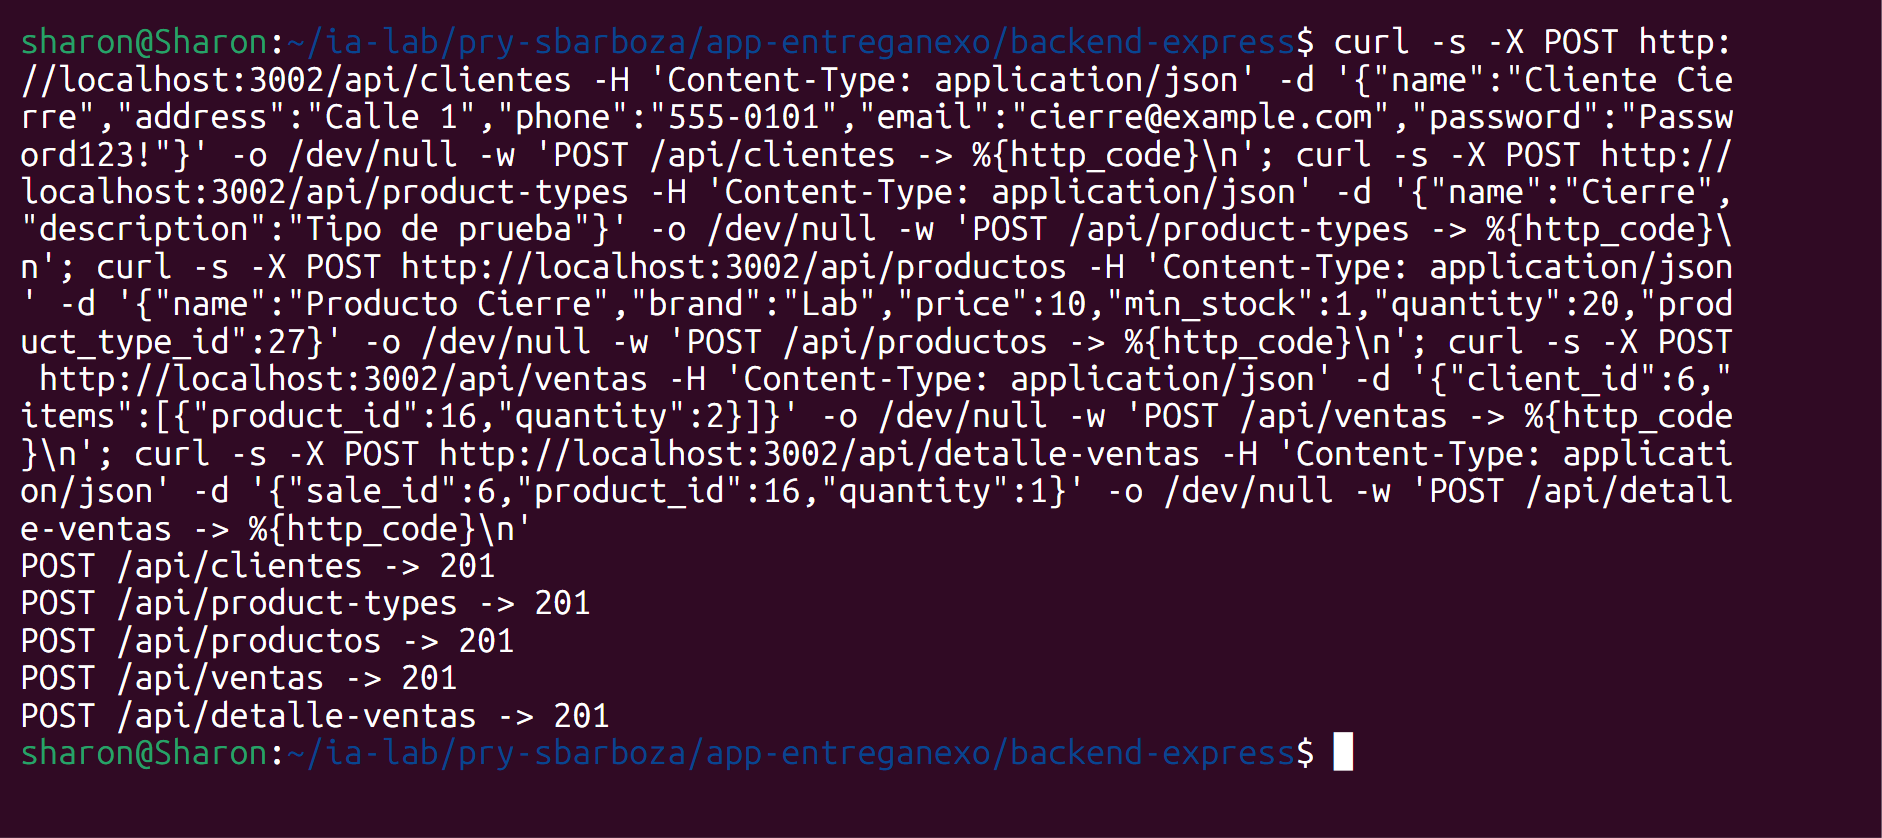 sharon@Sharon:~/ia-lab/pry-sbarboza/app-entreganexo/backend-express$ curl -s -X POST http:
//localhost:3002/api/clientes -H 'Content-Type: application/json' -d '{"name":"Cliente Cie
rre","address":"Calle 1","phone":"555-0101","email":"cierre@example.com","password":"Passw
ord123!"}' -o /dev/null -w 'POST /api/clientes -> %{http_code}\n'; curl -s -X POST http://
localhost:3002/api/product-types -H 'Content-Type: application/json' -d '{"name":"Cierre",
"description":"Tipo de prueba"}' -o /dev/null -w 'POST /api/product-types -> %{http_code}\
n'; curl -s -X POST http://localhost:3002/api/productos -H 'Content-Type: application/json
' -d '{"name":"Producto Cierre","brand":"Lab","price":10,"min_stock":1,"quantity":20,"prod
uct_type_id":27}' -o /dev/null -w 'POST /api/productos -> %{http_code}\n'; curl -s -X POST
 http://localhost:3002/api/ventas -H 'Content-Type: application/json' -d '{"client_id":6,"
items":[{"product_id":16,"quantity":2}]}' -o /dev/null -w 'POST /api/ventas -> %{http_code
}\n'; curl -s -X POST http://localhost:3002/api/detalle-ventas -H 'Content-Type: applicati
on/json' -d '{"sale_id":6,"product_id":16,"quantity":1}' -o /dev/null -w 'POST /api/detall
e-ventas -> %{http_code}\n'
POST /api/clientes -> 201
POST /api/product-types -> 201
POST /api/productos -> 201
POST /api/ventas -> 201
POST /api/detalle-ventas -> 201
sharon@Sharon:~/ia-lab/pry-sbarboza/app-entreganexo/backend-express$